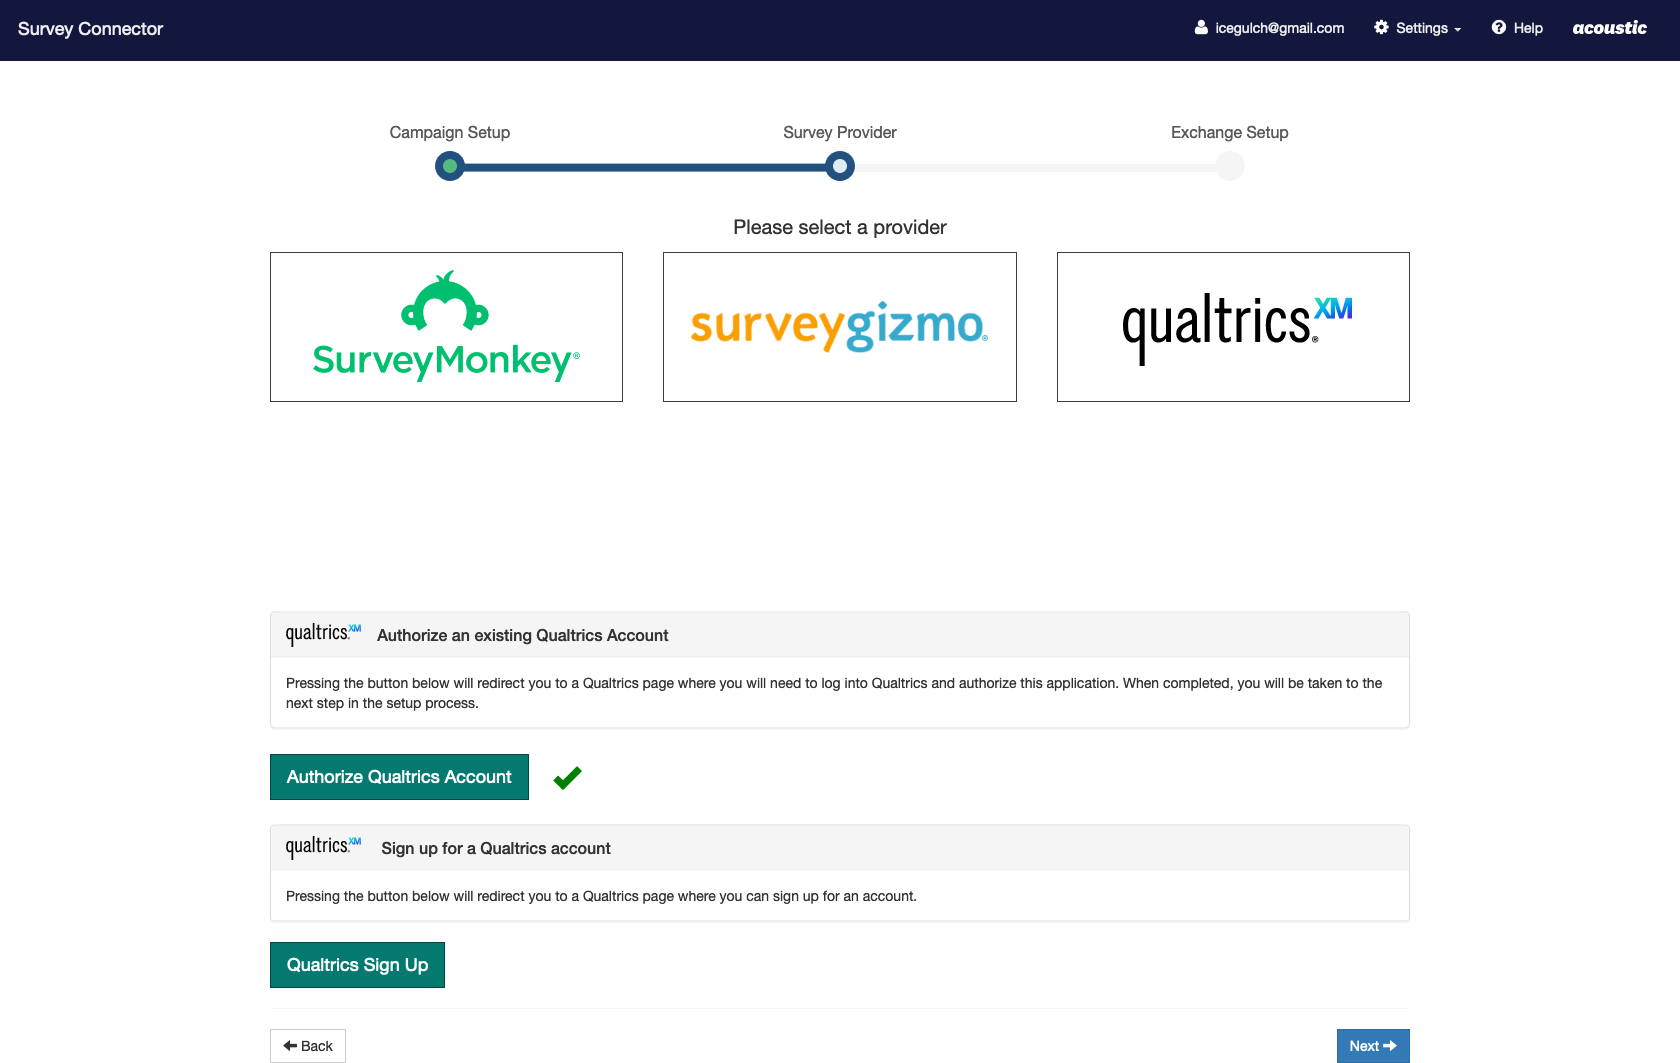 Survey Connector
icegulch@gmail.com
Settings
Help
acoustic
Campaign Setup
Survey Provider
Exchange Setup
Please select a provider
SurveyMonkey®
surveygizmo®
qualtrics.XM®
qualtrics.XM Authorize an existing Qualtrics Account
Pressing the button below will redirect you to a Qualtrics page where you will need to log into Qualtrics and authorize this application. When completed, you will be taken to the
next step in the setup process.
Authorize Qualtrics Account
qualtrics.XM Sign up for a Qualtrics account
Pressing the button below will redirect you to a Qualtrics page where you can sign up for an account.
Qualtrics Sign Up
Back
Next